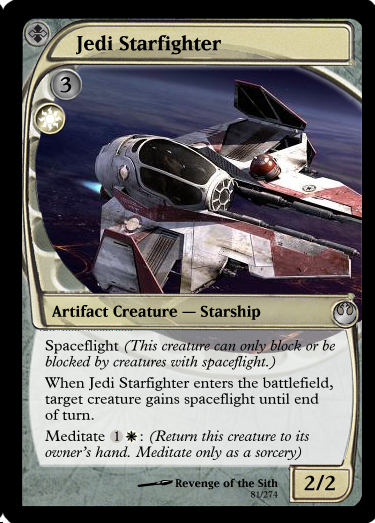 Jedi Starfighter
3
Artifact Creature — Starship
Spaceflight (This creature can only block or be
blocked by creatures with spaceflight.)
When Jedi Starfighter enters the battlefield,
target creature gains spaceflight until end
of turn.
Meditate 1 : (Return this creature to its
owner's hand. Meditate only as a sorcery)
Revenge of the Sith
81/274
2/2